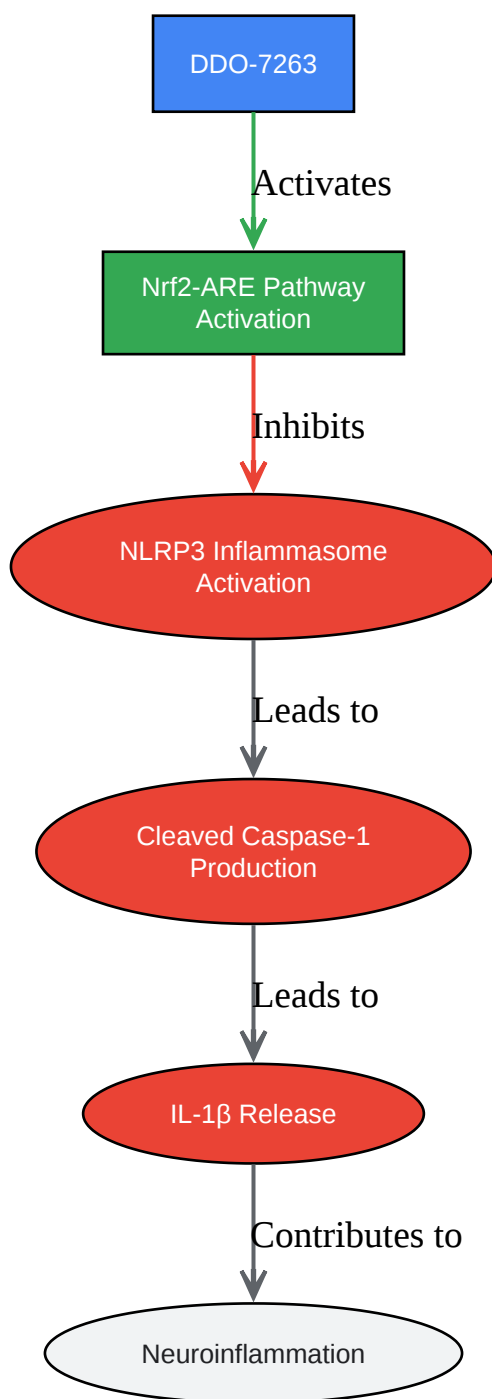 DDO-7263
Activates
Nrf2-ARE Pathway
Activation
Inhibits
NLRP3 Inflammasome
Activation
Leads to
Cleaved Caspase-1
Production
Leads to
IL-1β Release
Contributes to
Neuroinflammation